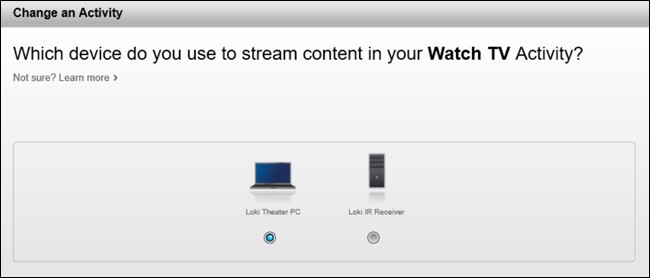 Change an Activity
Which device do you use to stream content in your Watch TV Activity?
Not sure? Learn more >
Loki Theater PC Loki IR Receiver